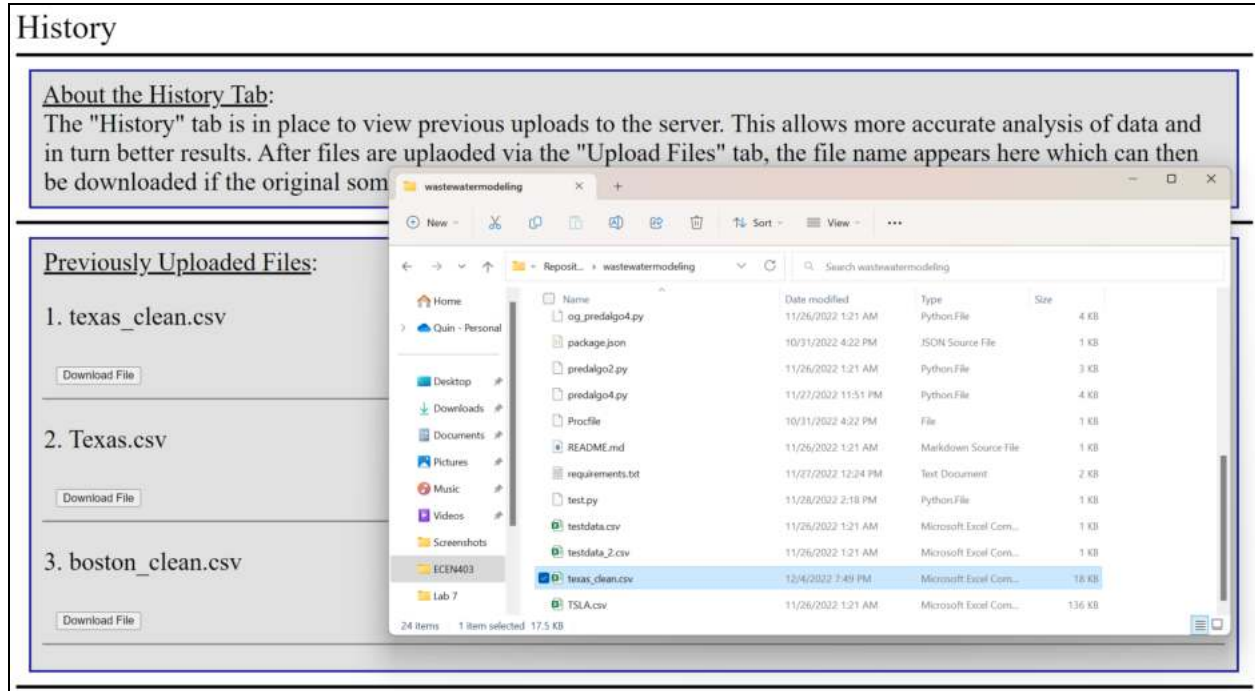 History
About the History Tab:
The "History" tab is in place to view previous uploads to the server. This allows more accurate analysis of data and
in turn better results. After files are uplaoded via the "Upload Files" tab, the file name appears here which can then
be downloaded if the original som
Previously Uploaded Files:
1. texas_clean.csv
Download File
2. Texas.csv
Download File
3. boston_clean.csv
Download File
wastewatermodeling
New Sort View
Reposit... wastewatermodeling Search wastewatermodeling
Home
Quin - Personal
Desktop
Downloads
Documents
Pictures
Music
Videos
Screenshots
ECEN403
Lab 7
Name Date modified Type Size
og_predalgo4.py 11/26/2022 1:21 AM Python.File 4 KB
package.json 10/31/2022 4:22 PM JSON Source File 1 KB
predalgo2.py 11/26/2022 1:21 AM Python.File 3 KB
predalgo4.py 11/27/2022 11:51 PM Python.File 4 KB
Procfile 10/31/2022 4:22 PM File 1 KB
README.md 11/26/2022 1:21 AM Markdown Source File 1 KB
requirements.txt 11/27/2022 12:24 PM Text Document 2 KB
test.py 11/28/2022 2:18 PM Python.File 1 KB
testdata.csv 11/26/2022 1:21 AM Microsoft Excel Com... 1 KB
testdata_2.csv 11/26/2022 1:21 AM Microsoft Excel Com... 1 KB
texas_clean.csv 12/4/2022 7:49 PM Microsoft Excel Com... 18 KB
TSLA.csv 11/26/2022 1:21 AM Microsoft Excel Com... 136 KB
24 items 1 item selected 17.5 KB